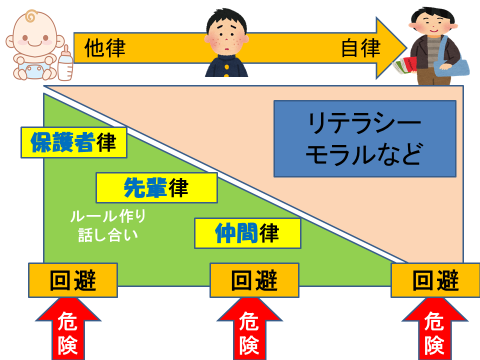 他律
自律
リテラシー
モラルなど
保護者律
先輩律
ルール作り
話し合い
仲間律
回避
回避
回避
危険
危険
危険